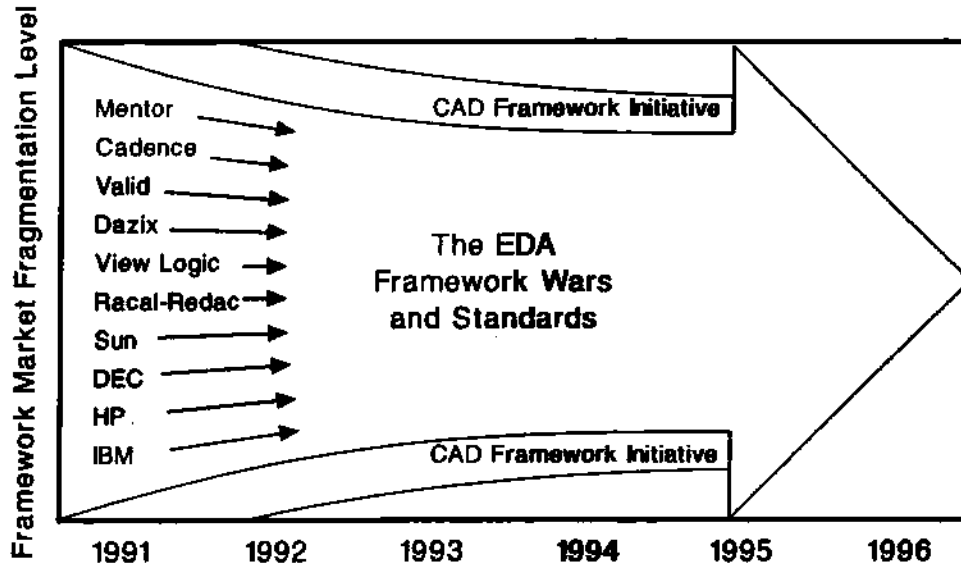 Framework Market Fragmentation Level
CAD Framework Initiative
Mentor
Cadence
Valid
Dazix
View Logic
Racal-Redac
Sun
DEC
HP
IBM
The EDA
Framework Wars
and Standards
CAD Framework Initiative
1991 1992 1993 1994 1995 1996